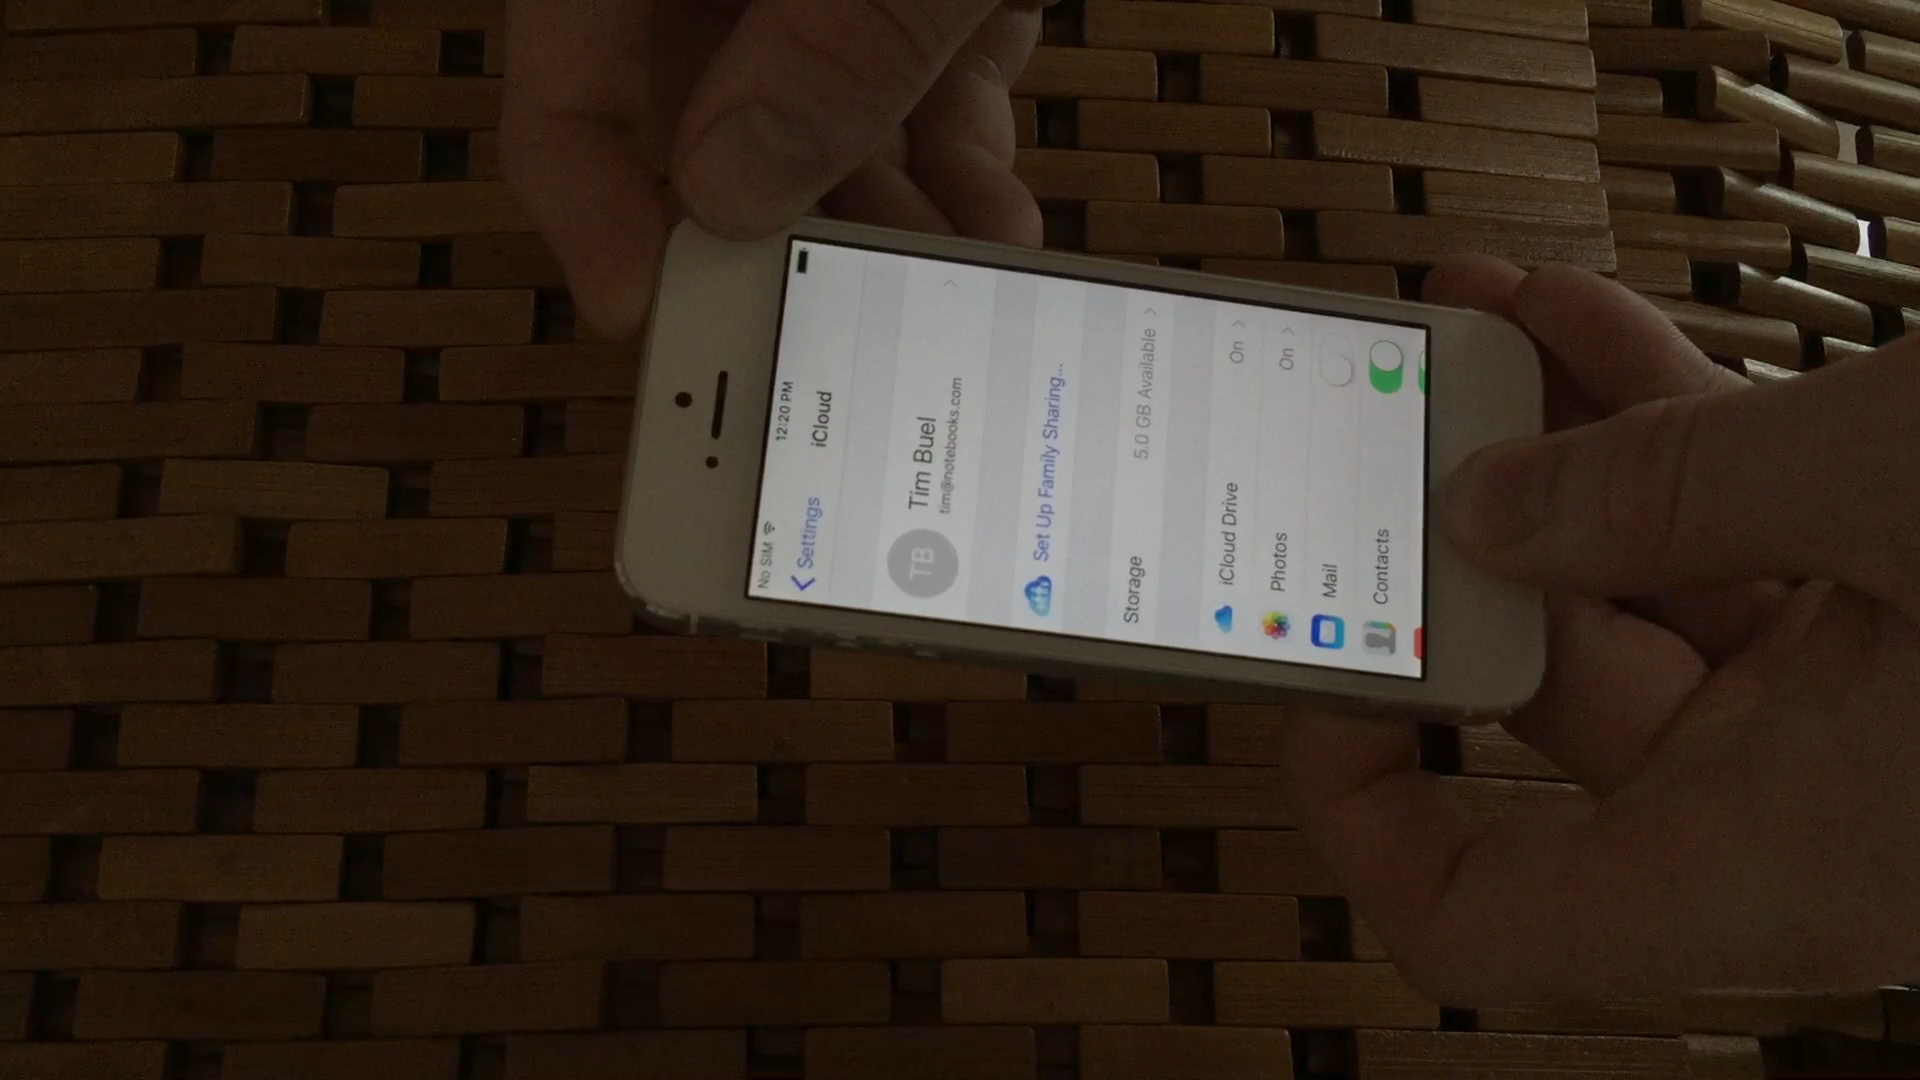 No SIM 12:20 PM
Settings iCloud
TB Tim Buel
tim@notebooks.com
Set Up Family Sharing...
Storage 5.0 GB Available
iCloud Drive On
Photos On
Mail
Contacts